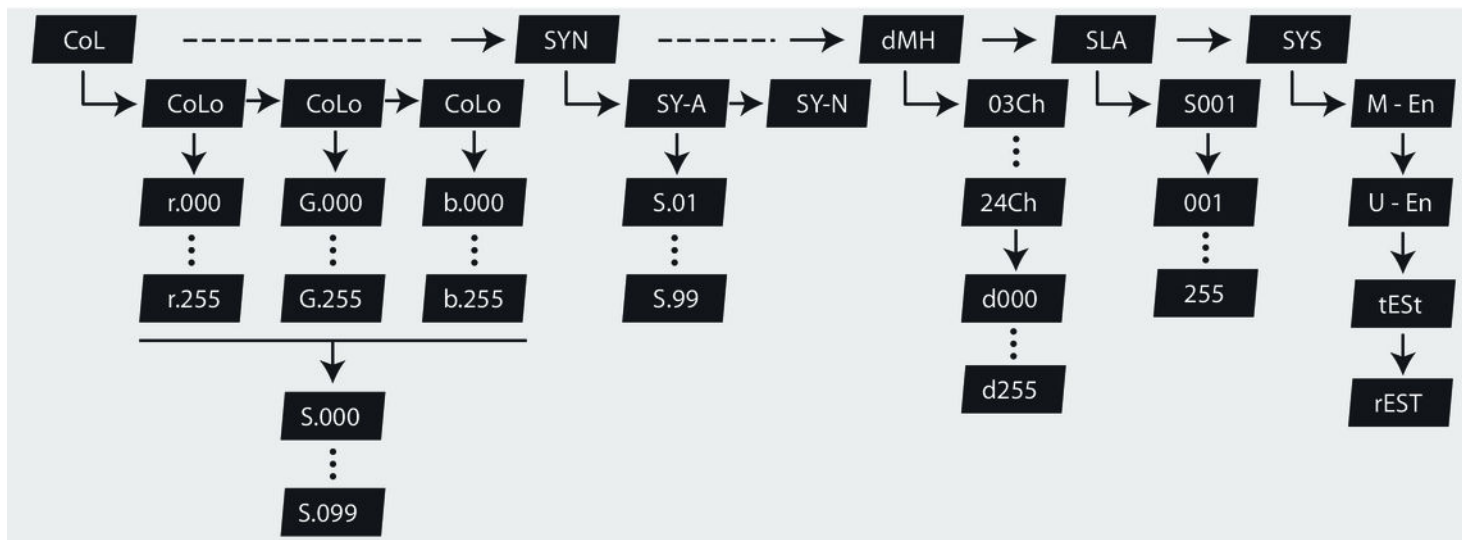 CoL SYN dMH SLA SYS
CoLo CoLo CoLo SY-A SY-N 03Ch S001 M - En
r.000 G.000 b.000 S.01 24Ch 001 U - En
r.255 G.255 b.255 S.99 d000 255 tESt
S.000 d255 rEST
S.099